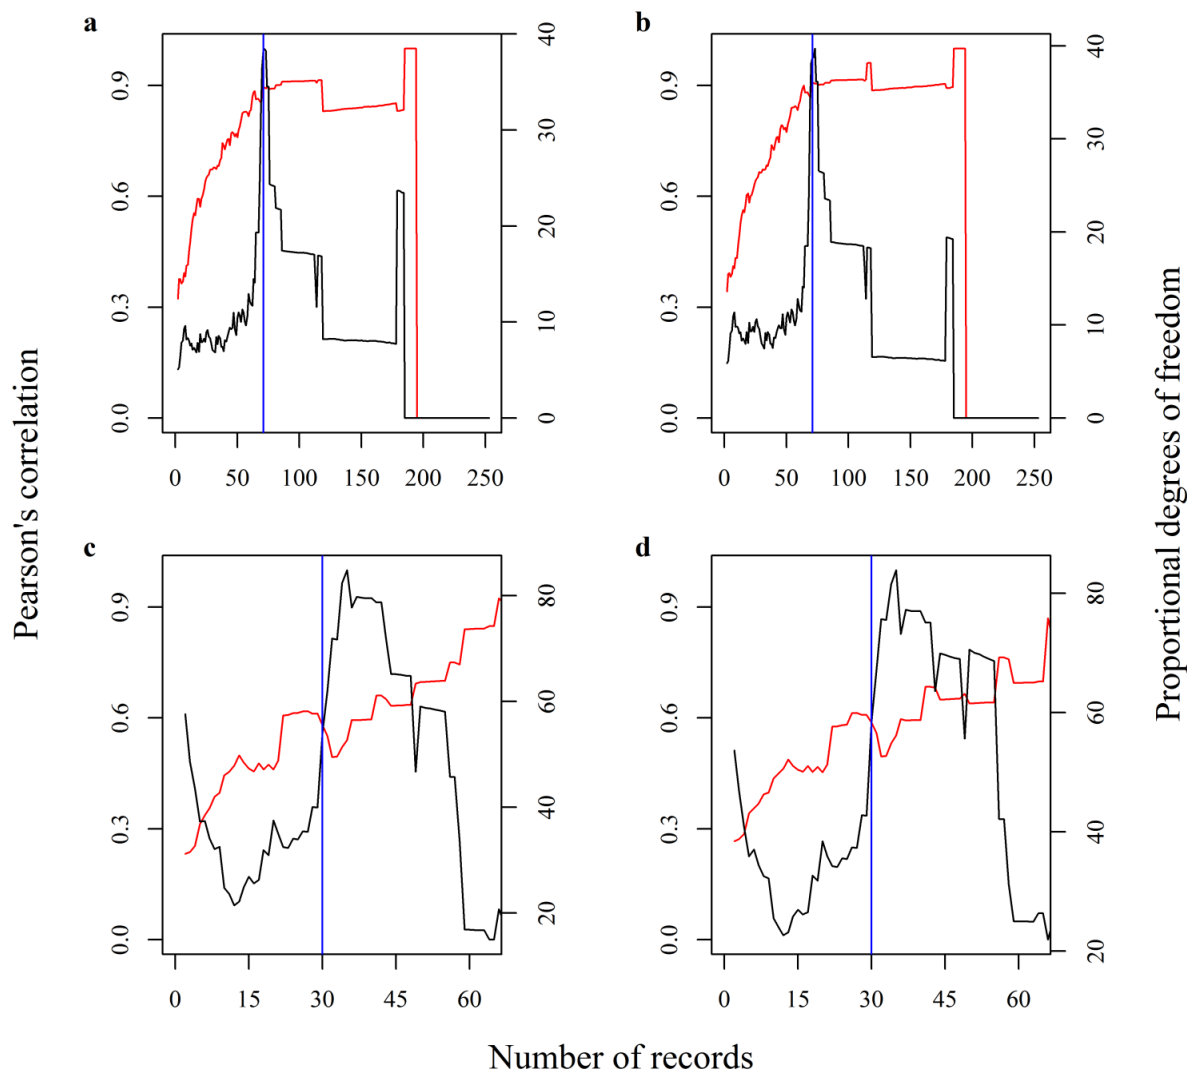 a
b
0.0 0.3 0.6 0.9
0 10 20 30 40
0 50 100 150 200 250
0.0 0.3 0.6 0.9
0 10 20 30 40
0 50 100 150 200 250
c
d
0.0 0.3 0.6 0.9
20 40 60 80
0 15 30 45 60
0.0 0.3 0.6 0.9
20 40 60 80
0 15 30 45 60
Pearson's correlation
Proportional degrees of freedom
Number of records